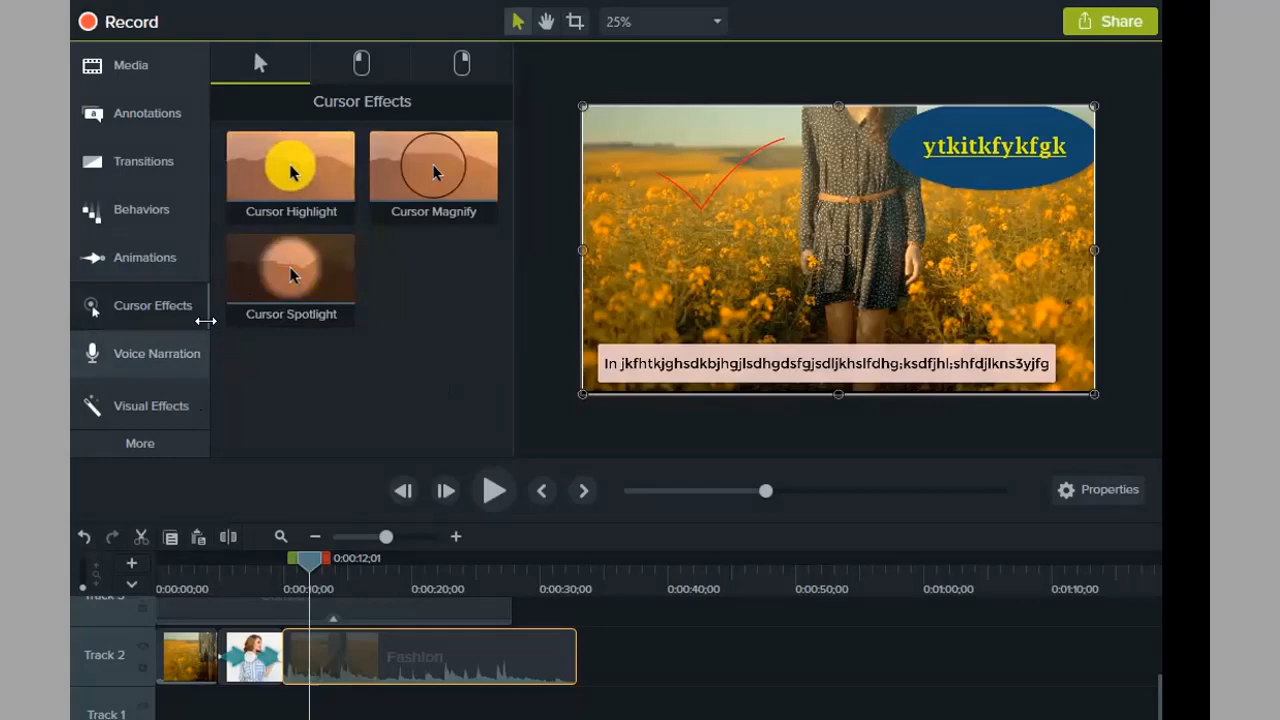 Record
25%
Share
Media
Annotations
Transitions
Behaviors
Animations
Cursor Effects
Voice Narration
Visual Effects
More
Cursor Effects
Cursor Highlight
Cursor Magnify
Cursor Spotlight
ytkitkfykfgk
In jkfhtkjghsdkbjhgjlsdhgdsfgjsdljkhslfdhg;ksdfjhl;shfdjlkns3yjfg
Properties
0:00:12;01
0:00:00;00
0:00:10;00
0:00:20;00
0:00:30;00
0:00:40;00
0:00:50;00
0:01:00;00
0:01:10;00
Track 3
Track 2
Fashion
Track 1